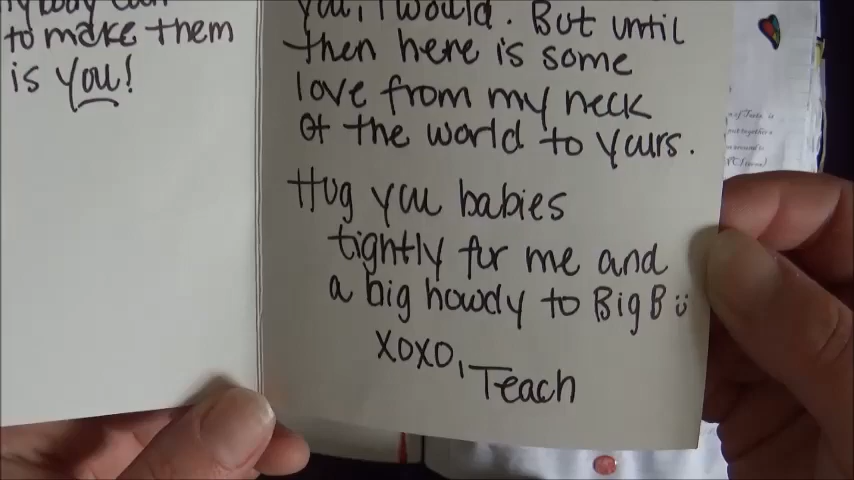 to make them
is you!
you, I would. But until
then here is some
love from my neck
of the world to yours.
Hug you babies
tightly for me and
a big howdy to Big B ü
XOXO, Teach